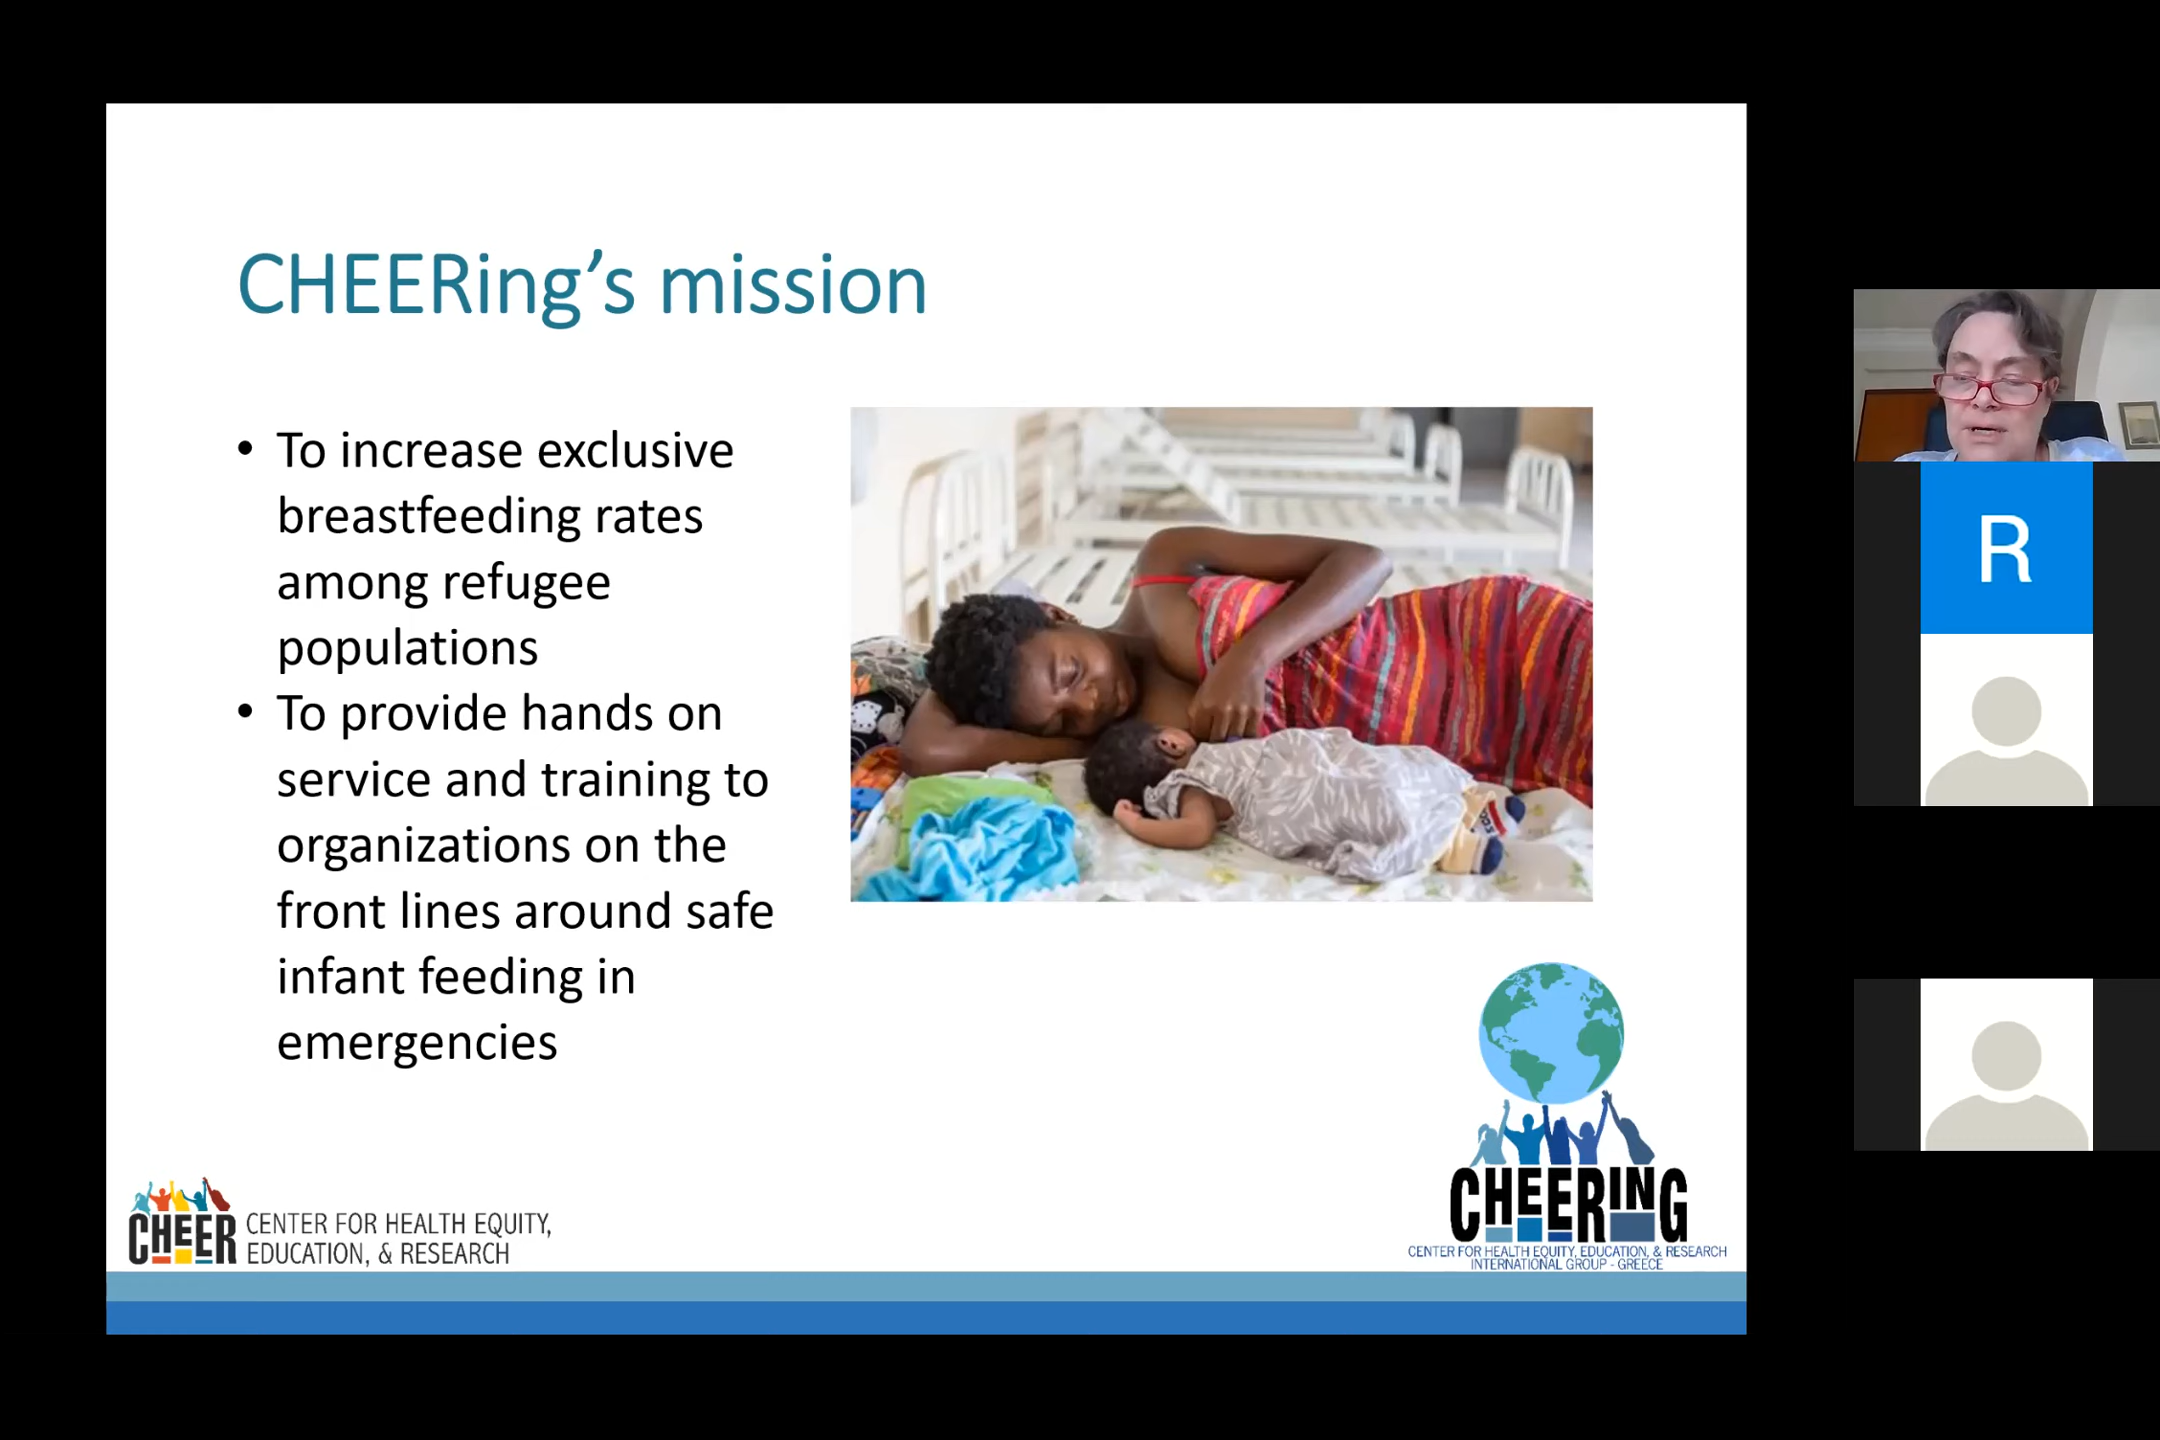 CHEERing’s mission
• To increase exclusive
breastfeeding rates
among refugee
populations
• To provide hands on
service and training to
organizations on the
front lines around safe
infant feeding in
emergencies
CHEER
CENTER FOR HEALTH EQUITY,
EDUCATION, & RESEARCH
CHEERING
CENTER FOR HEALTH EQUITY, EDUCATION, & RESEARCH
INTERNATIONAL GROUP - GREECE
R